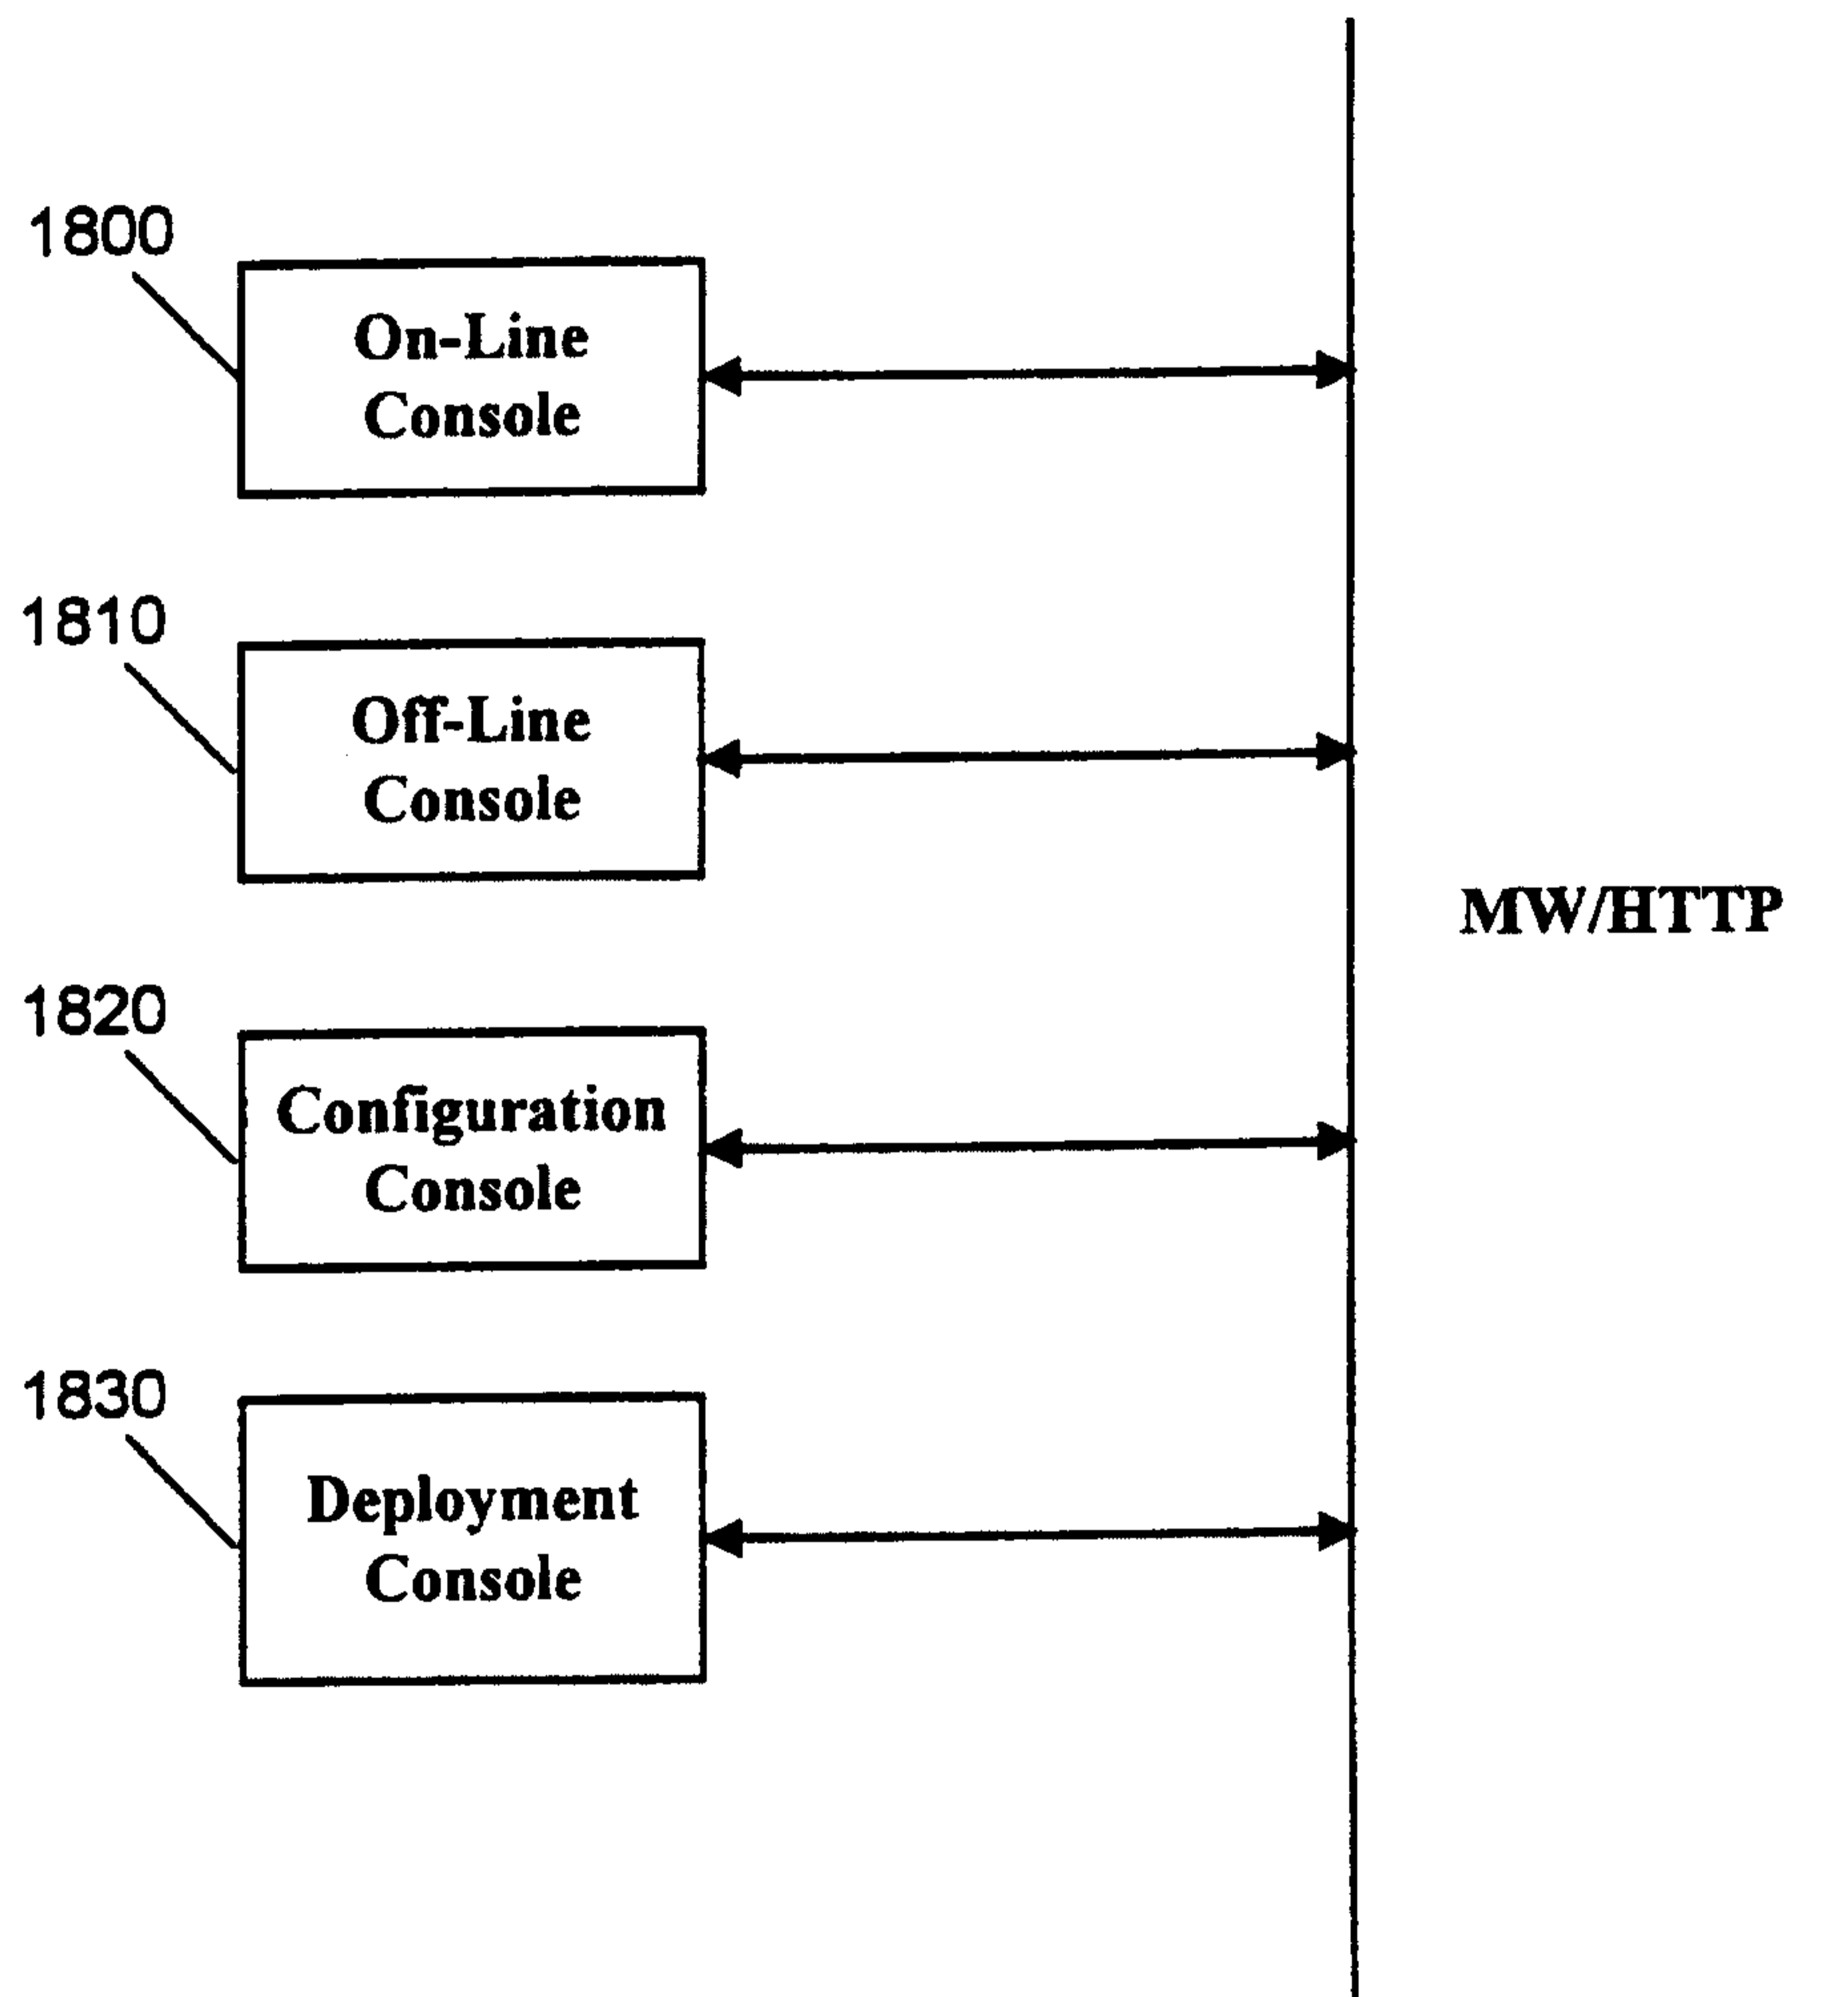 1800
On-Line
Console
1810
Off-Line
Console
MW/HTTP
1820
Configuration
Console
1830
Deployment
Console